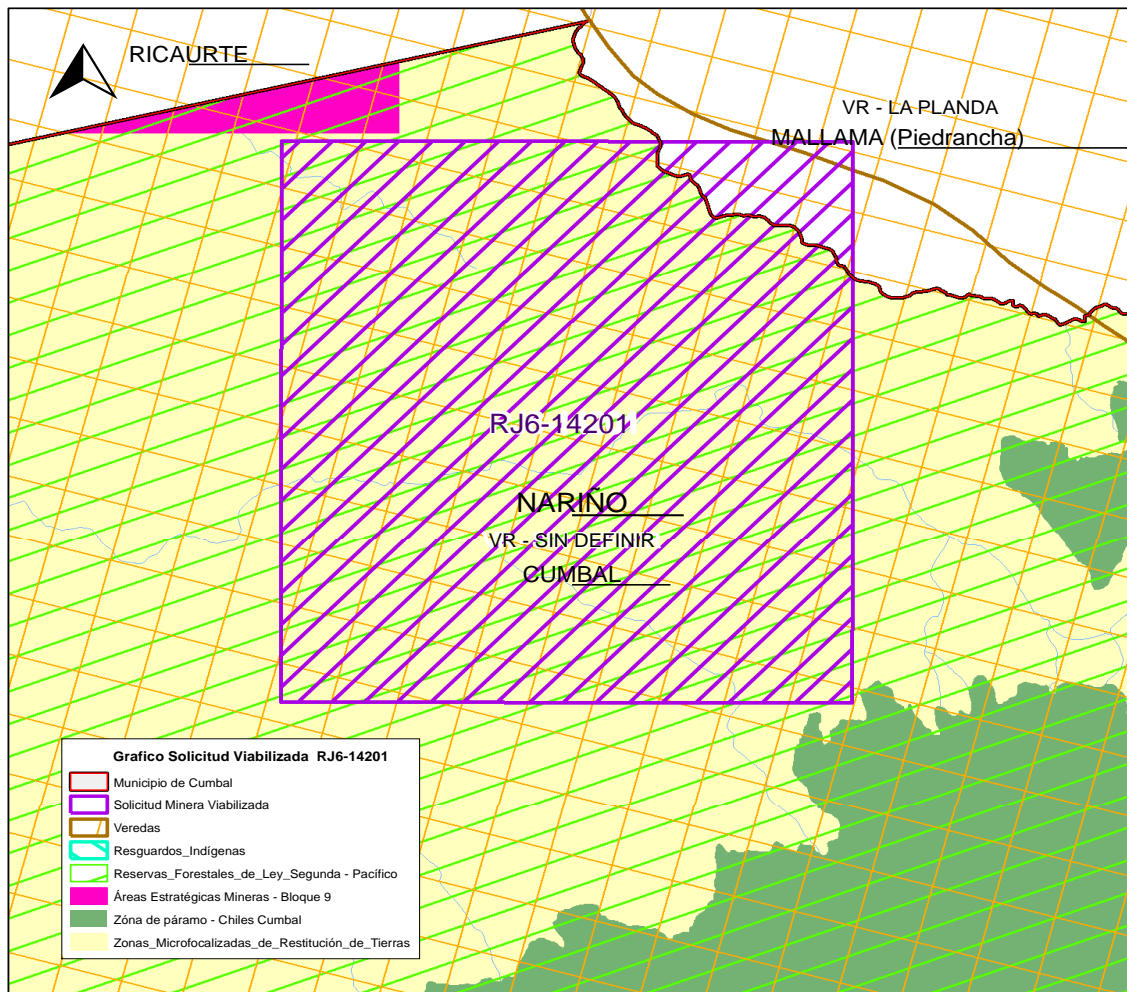 RICAURTE
VR - LA PLANDA
MALLAMA (Piedrancha)
RJ6-14201
NARIÑO
VR - SIN DEFINIR
CUMBAL
Grafico Solicitud Viabilizada RJ6-14201
Municipio de Cumbal
Solicitud Minera Viabilizada
Veredas
Resguardos_Indígenas
Reservas_Forestales_de_Ley_Segunda - Pacífico
Áreas Estratégicas Mineras - Bloque 9
Zóna de páramo - Chiles Cumbal
Zonas_Microfocalizadas_de_Restitución_de_Tierras